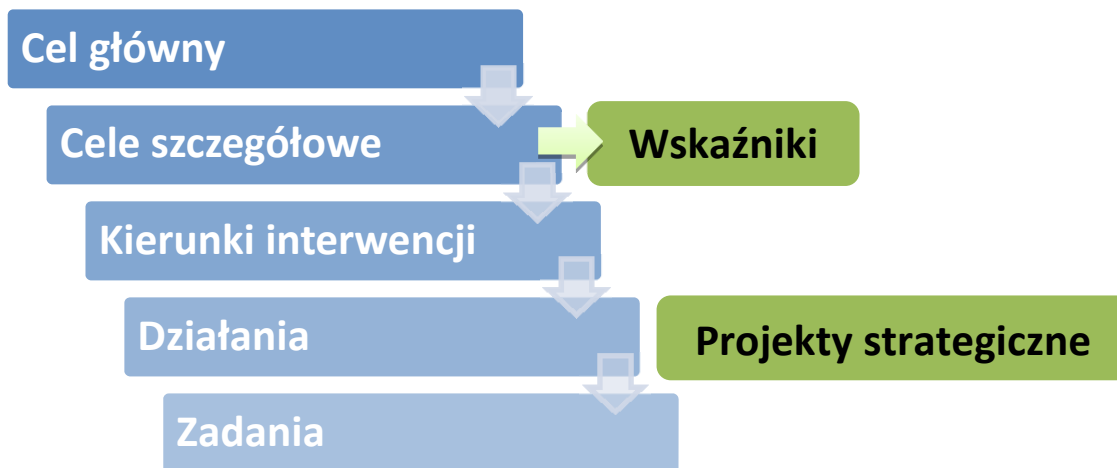 Cel główny
Cele szczegółowe
Wskaźniki
Kierunki interwencji
Działania
Projekty strategiczne
Zadania